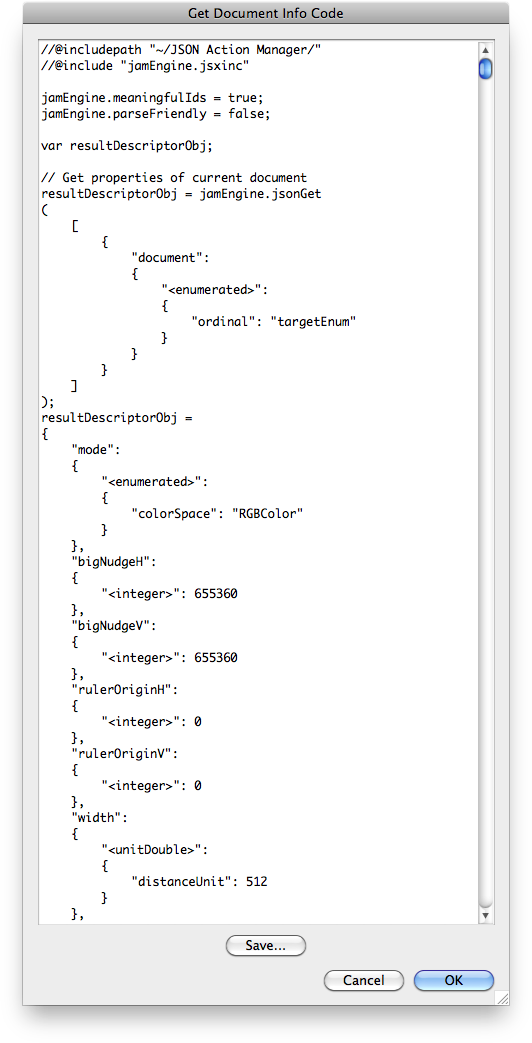 Get Document Info Code
//@includepath "~/JSON Action Manager/"
//@include "jamEngine.jsxinc"
jamEngine.meaningfulIds = true;
jamEngine.parseFriendly = false;
var resultDescriptorObj;
// Get properties of current document
resultDescriptorObj = jamEngine.jsonGet
(
[
{
"document":
{
"<enumerated>":
{
"ordinal": "targetEnum"
}
}
}
]
);
resultDescriptorObj =
{
"mode":
{
"<enumerated>":
{
"colorSpace": "RGBColor"
}
},
"bigNudgeH":
{
"<integer>": 655360
},
"bigNudgeV":
{
"<integer>": 655360
},
"rulerOriginH":
{
"<integer>": 0
},
"rulerOriginV":
{
"<integer>": 0
},
"width":
{
"<unitDouble>":
{
"distanceUnit": 512
}
},
Save...
Cancel
OK